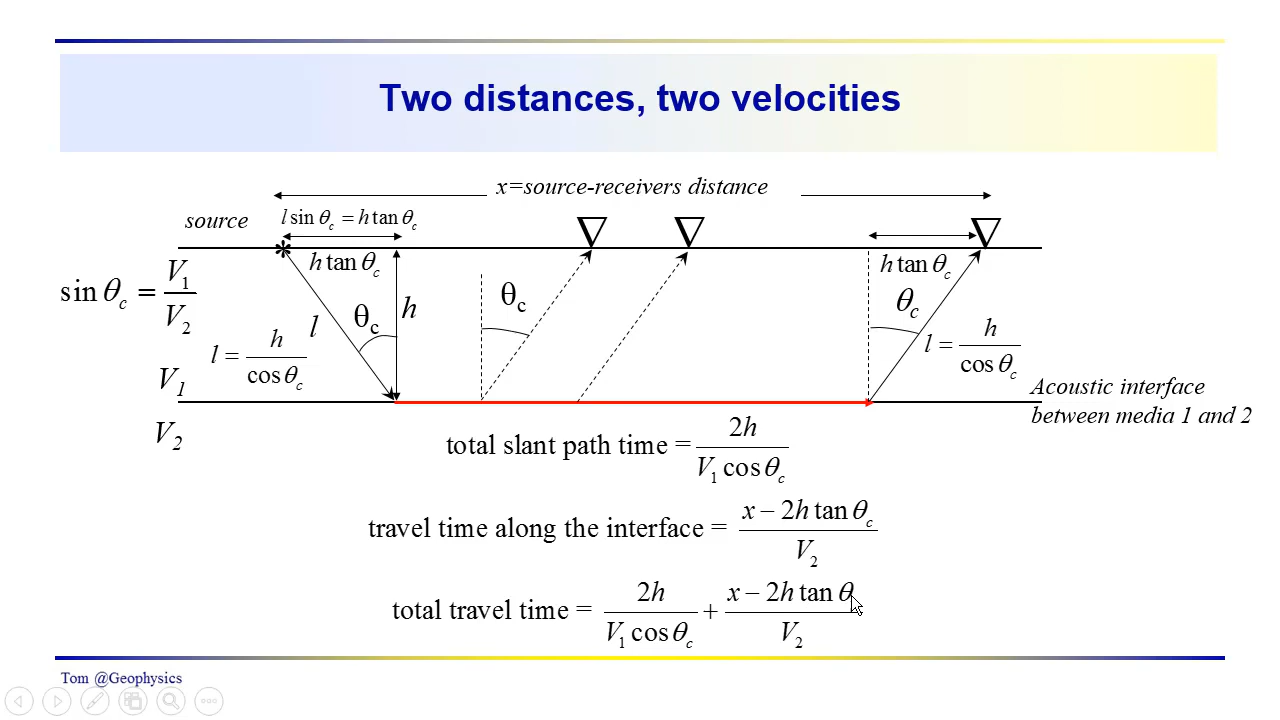 Two distances, two velocities
x=source-receivers distance
source
l sin θc = h tan θc
h tan θc
h tan θc
sin θc = V1/V2
θc
h
θc
θc
l
l = h/cos θc
l = h/cos θc
V1
Acoustic interface
between media 1 and 2
V2
total slant path time = 2h/(V1 cos θc)
travel time along the interface = (x − 2h tan θc)/V2
total travel time = 2h/(V1 cos θc) + (x − 2h tan θ)/V2
Tom @Geophysics